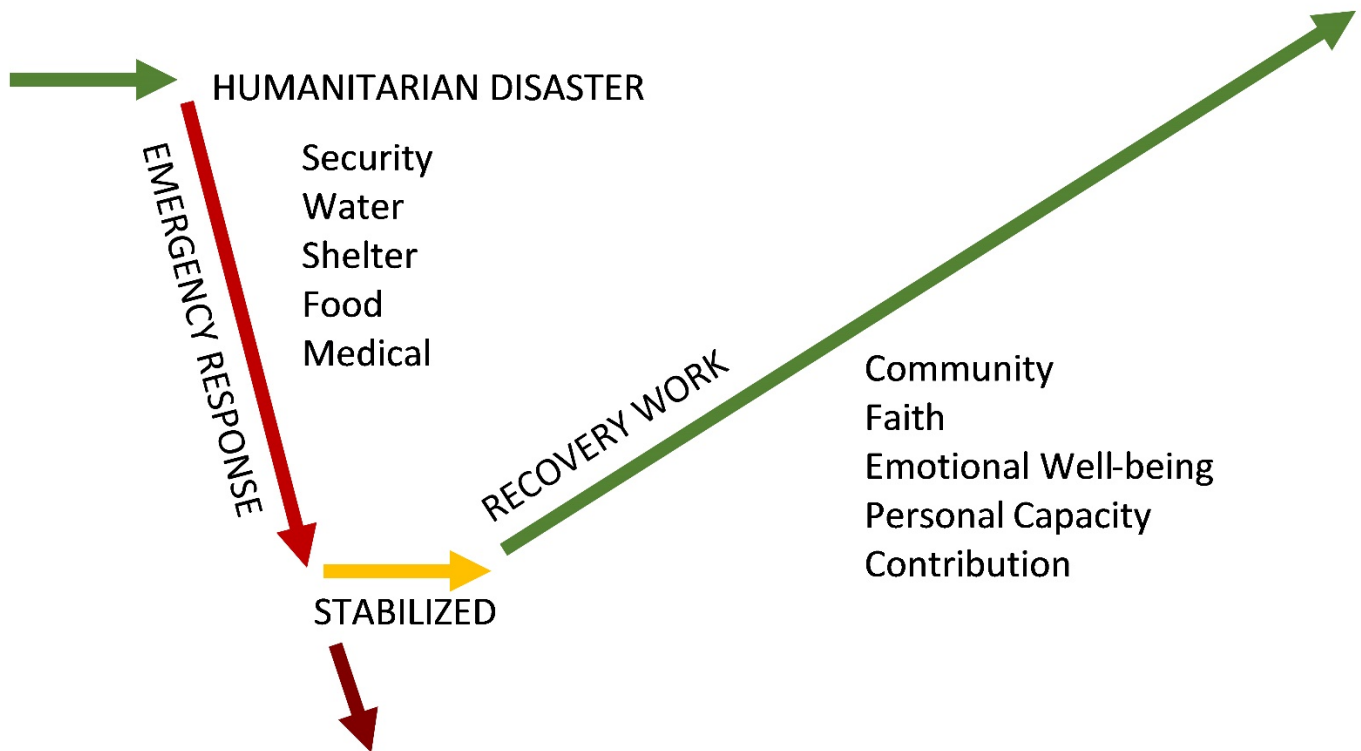 HUMANITARIAN DISASTER
EMERGENCY RESPONSE
Security
Water
Shelter
Food
Medical
STABILIZED
RECOVERY WORK
Community
Faith
Emotional Well-being
Personal Capacity
Contribution